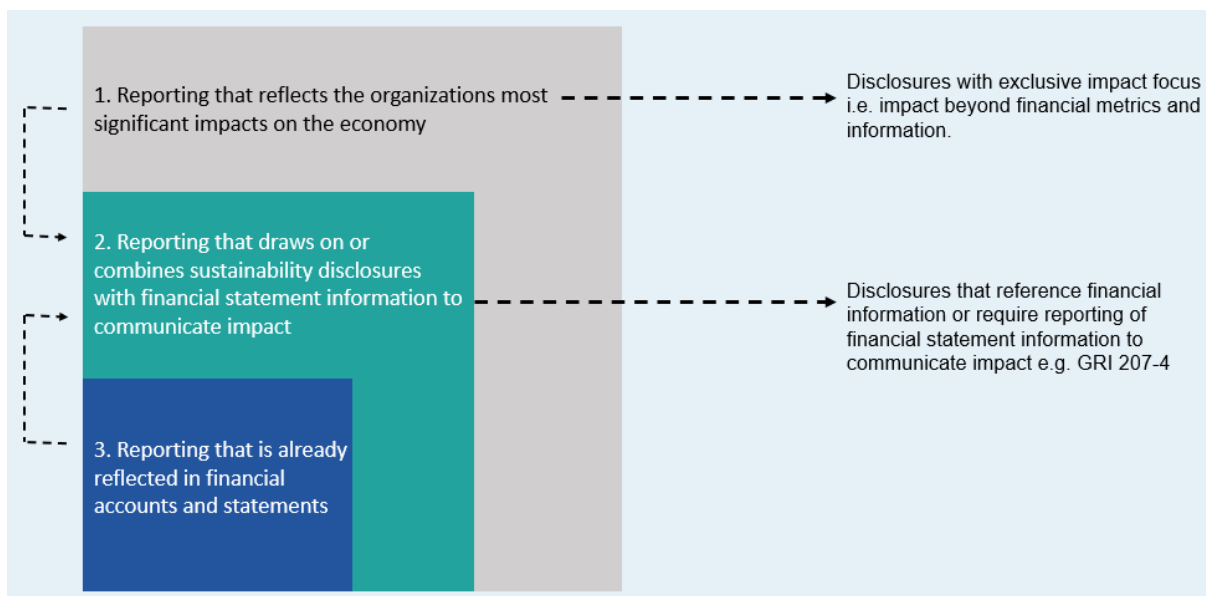 1. Reporting that reflects the organizations most
significant impacts on the economy
Disclosures with exclusive impact focus
i.e. impact beyond financial metrics and
information.
2. Reporting that draws on or
combines sustainability disclosures
with financial statement information to
communicate impact
Disclosures that reference financial
information or require reporting of
financial statement information to
communicate impact e.g. GRI 207-4
3. Reporting that is already
reflected in financial
accounts and statements